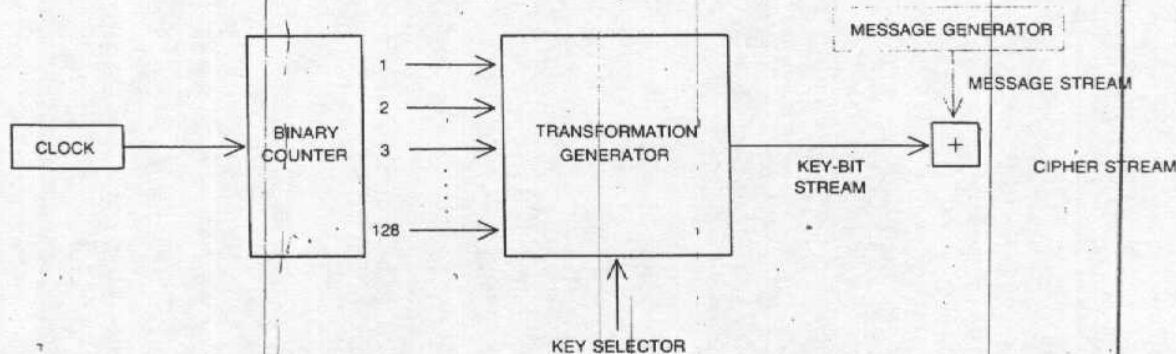 MESSAGE GENERATOR
MESSAGE STREAM
CLOCK
BINARY
COUNTER
1
2
3
128
TRANSFORMATION
GENERATOR
KEY-BIT
STREAM
+
CIPHER STREAM
KEY SELECTOR